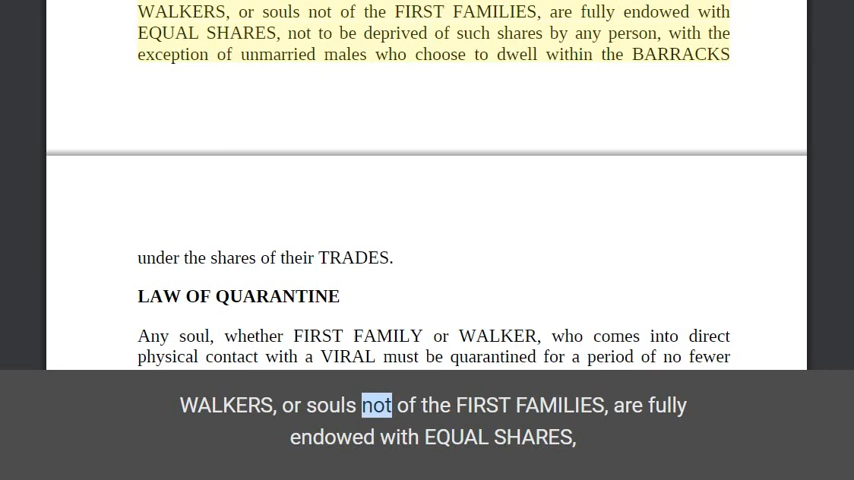 WALKERS, or souls not of the FIRST FAMILIES, are fully endowed with
EQUAL SHARES, not to be deprived of such shares by any person, with the
exception of unmarried males who choose to dwell within the BARRACKS
under the shares of their TRADES.
LAW OF QUARANTINE
Any soul, whether FIRST FAMILY or WALKER, who comes into direct
physical contact with a VIRAL must be quarantined for a period of no fewer
WALKERS, or souls not of the FIRST FAMILIES, are fully
endowed with EQUAL SHARES,